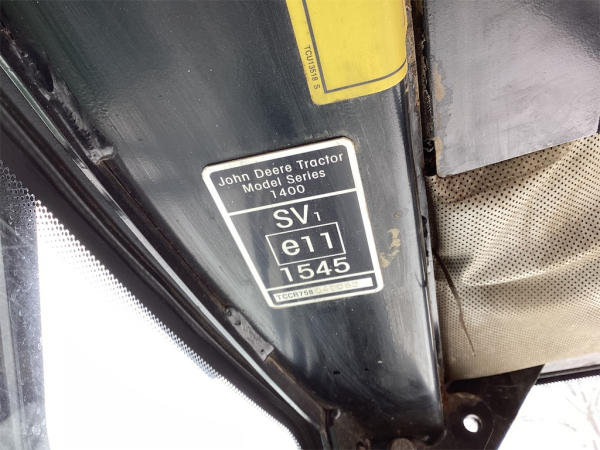 TCU13518 S
John Deere Tractor
Model Series
1400
SV1
e11
1545
TCCR758